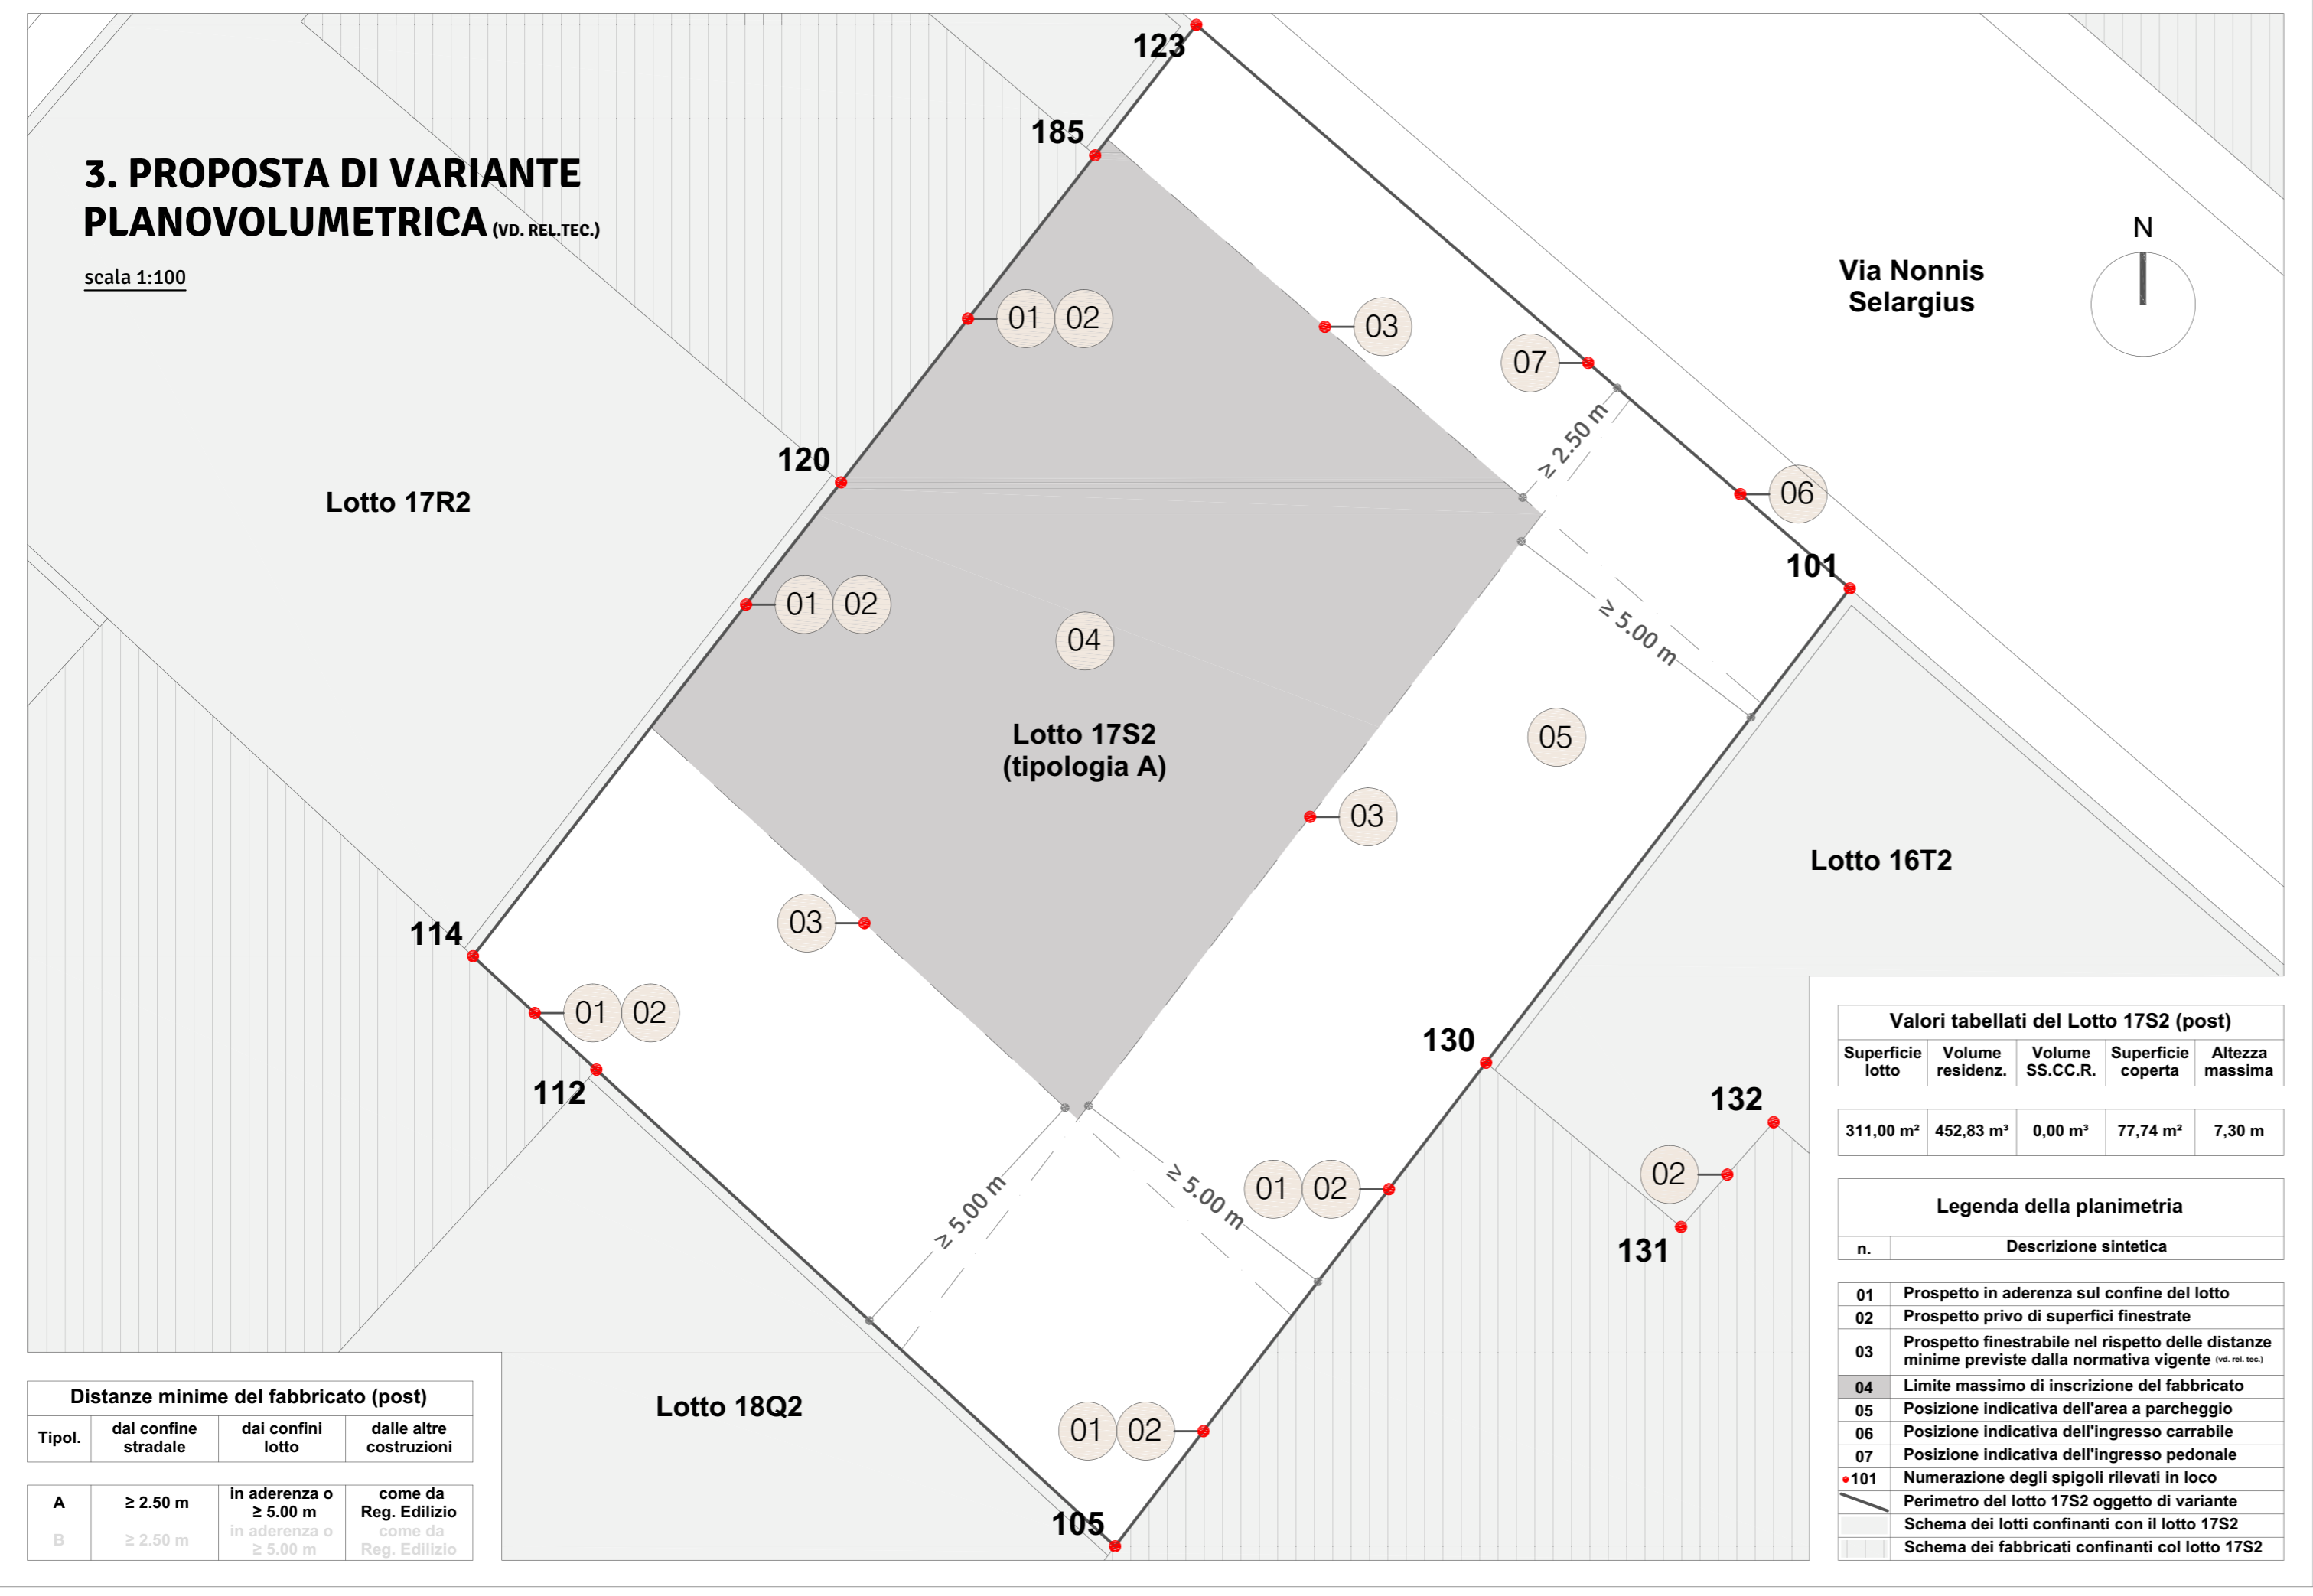 3. PROPOSTA DI VARIANTE
PLANOVOLUMETRICA (VD. REL.TEC.)
scala 1:100
123
185
120
114
112
105
130
101
131
132
Via Nonnis
Selargius
N
Lotto 17R2
Lotto 17S2
(tipologia A)
Lotto 16T2
Lotto 18Q2
01 02
03
07
06
01 02
04
05
03
03
01 02
01 02
02
01 02
≥ 2.50 m
≥ 5.00 m
≥ 5.00 m
≥ 5.00 m
Distanze minime del fabbricato (post)
Tipol. dal confine stradale dai confini lotto dalle altre costruzioni
A ≥ 2.50 m in aderenza o ≥ 5.00 m come da Reg. Edilizio
B ≥ 2.50 m in aderenza o ≥ 5.00 m come da Reg. Edilizio
Valori tabellati del Lotto 17S2 (post)
Superficie lotto Volume residenz. Volume SS.CC.R. Superficie coperta Altezza massima
311,00 m² 452,83 m³ 0,00 m³ 77,74 m² 7,30 m
Legenda della planimetria
n. Descrizione sintetica
01 Prospetto in aderenza sul confine del lotto
02 Prospetto privo di superfici finestrate
03 Prospetto finestrabile nel rispetto delle distanze
minime previste dalla normativa vigente (vd. rel. tec.)
04 Limite massimo di inscrizione del fabbricato
05 Posizione indicativa dell'area a parcheggio
06 Posizione indicativa dell'ingresso carrabile
07 Posizione indicativa dell'ingresso pedonale
101 Numerazione degli spigoli rilevati in loco
Perimetro del lotto 17S2 oggetto di variante
Schema dei lotti confinanti con il lotto 17S2
Schema dei fabbricati confinanti col lotto 17S2